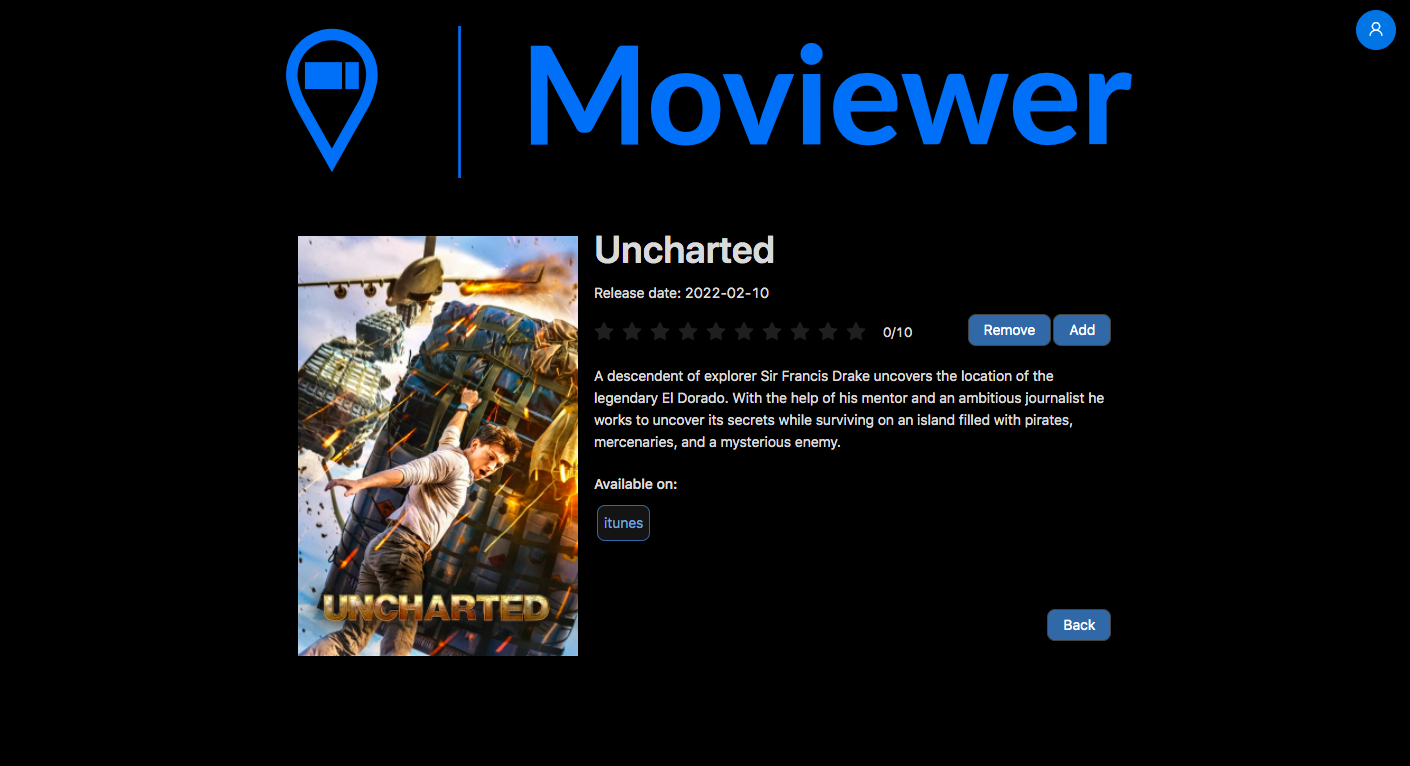 Moviewer
Uncharted
Release date: 2022-02-10
0/10
Remove
Add
A descendent of explorer Sir Francis Drake uncovers the location of the
legendary El Dorado. With the help of his mentor and an ambitious journalist he
works to uncover its secrets while surviving on an island filled with pirates,
mercenaries, and a mysterious enemy.
Available on:
itunes
UNCHARTED
Back